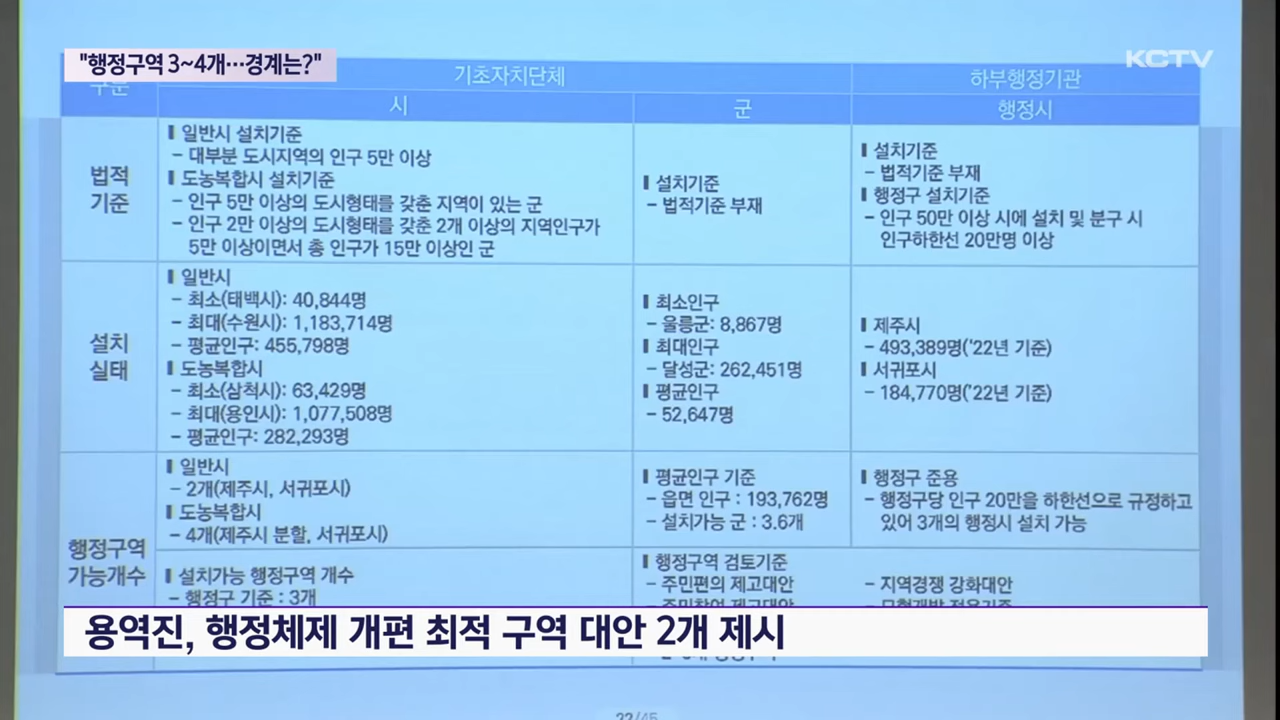 "행정구역 3~4개…경계는?"
KCTV
구분
기초자치단체
하부행정기관
시
군
행정시
법적
기준
일반시 설치기준
- 대부분 도시지역의 인구 5만 이상
도농복합시 설치기준
- 인구 5만 이상의 도시형태를 갖춘 지역이 있는 군
- 인구 2만 이상의 도시형태를 갖춘 2개 이상의 지역인구가
5만 이상이면서 총 인구가 15만 이상인 군
설치기준
- 법적기준 부재
설치기준
- 법적기준 부재
행정구 설치기준
- 인구 50만 이상 시에 설치 및 분구 시
인구하한선 20만명 이상
설치
실태
일반시
- 최소(태백시): 40,844명
- 최대(수원시): 1,183,714명
- 평균인구: 455,798명
도농복합시
- 최소(삼척시): 63,429명
- 최대(용인시): 1,077,508명
- 평균인구: 282,293명
최소인구
- 울릉군: 8,867명
최대인구
- 달성군: 262,451명
평균인구
- 52,647명
제주시
- 493,389명('22년 기준)
서귀포시
- 184,770명('22년 기준)
행정구역
가능개수
일반시
- 2개(제주시, 서귀포시)
도농복합시
- 4개(제주시 분할, 서귀포시)
평균인구 기준
- 읍면 인구 : 193,762명
- 설치가능 군 : 3.6개
행정구 준용
- 행정구당 인구 20만을 하한선으로 규정하고
있어 3개의 행정시 설치 가능
설치가능 행정구역 개수
- 행정구 기준 : 3개
행정구역 검토기준
- 주민편의 제고대안
- 주민참여 제고대안
- 지역경쟁 강화대안
용역진, 행정체제 개편 최적 구역 대안 2개 제시
22/45